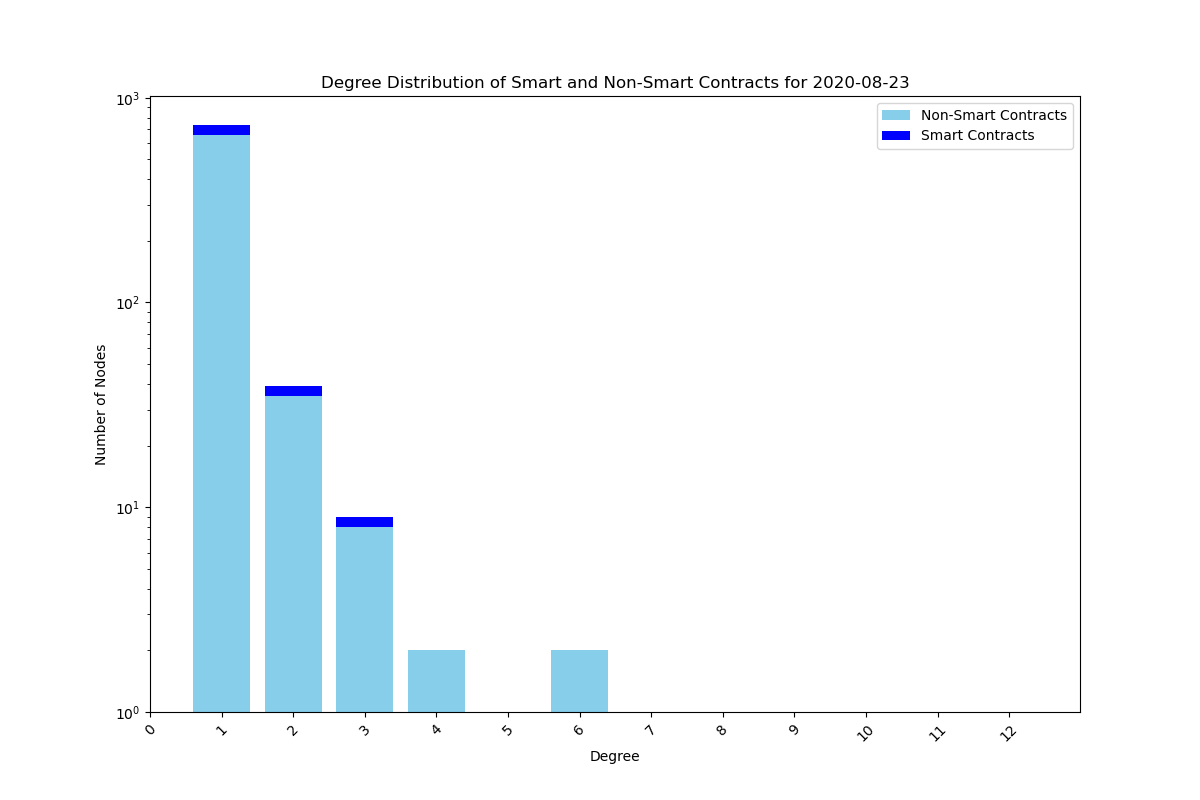 Degree Distribution of Smart and Non-Smart Contracts for 2020-08-23
Non-Smart Contracts
Smart Contracts
Number of Nodes
10³
10²
10¹
10⁰
0 1 2 3 4 5 6 7 8 9 10 11 12
Degree